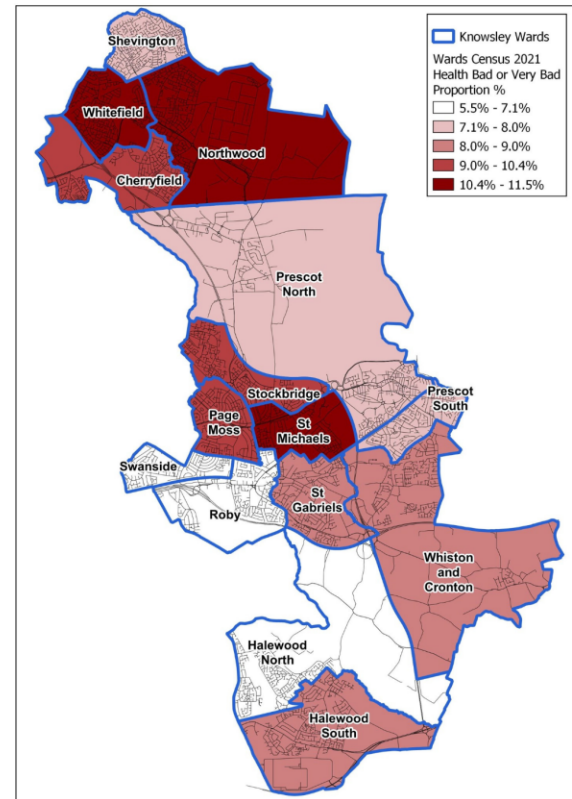 Knowsley Wards
Wards Census 2021
Health Bad or Very Bad
Proportion %
5.5% - 7.1%
7.1% - 8.0%
8.0% - 9.0%
9.0% - 10.4%
10.4% - 11.5%
Shevington
Whitefield
Northwood
Cherryfield
Prescot
North
Stockbridge
Prescot
South
Page
Moss
St
Michaels
Swanside
St
Gabriels
Roby
Whiston
and
Cronton
Halewood
North
Halewood
South